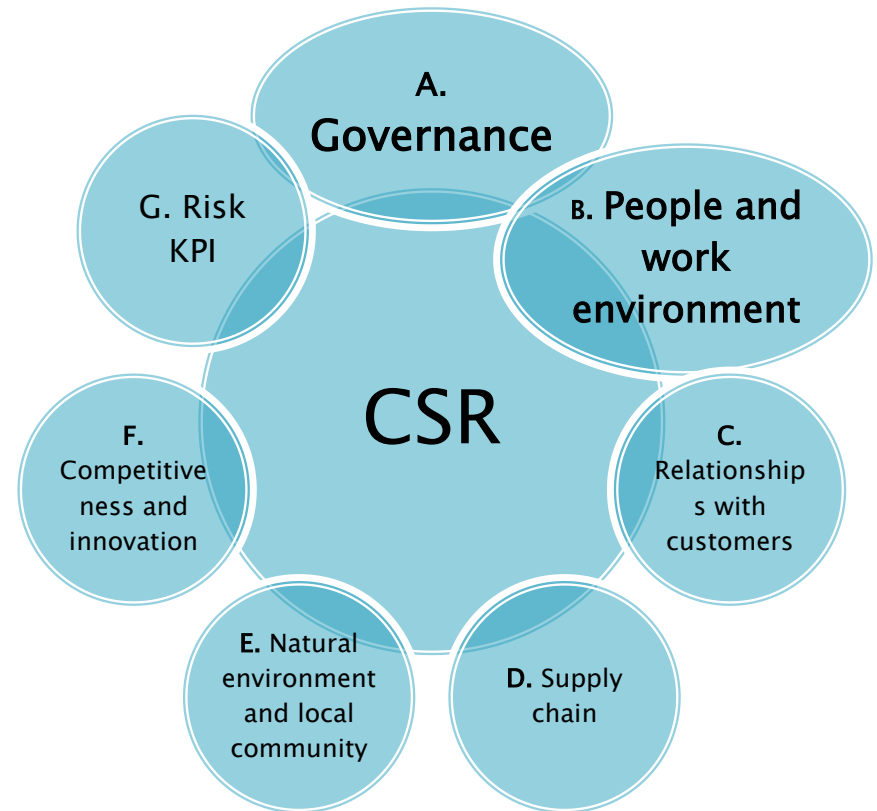 A.
Governance
B. People and
work
environment
C.
Relationship
s with
customers
D. Supply
chain
E. Natural
environment
and local
community
F.
Competitive
ness and
innovation
G. Risk
KPI
CSR